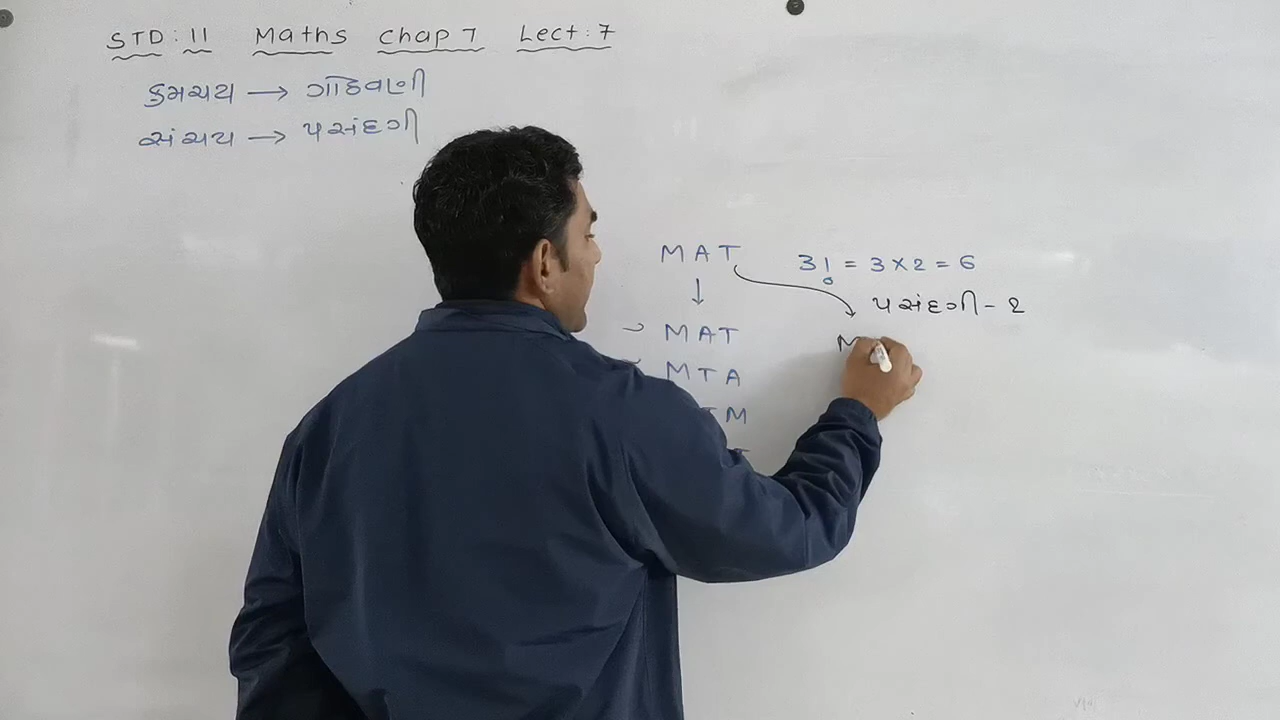 STD : 11 Maths Chap 7 Lect : 7
ક્રમચય → ગોઠવણી
સંચય → પસંદગી
MAT 3! = 3 × 2 = 6
↓ પસંદગી - 2
MAT M
MTA
TM